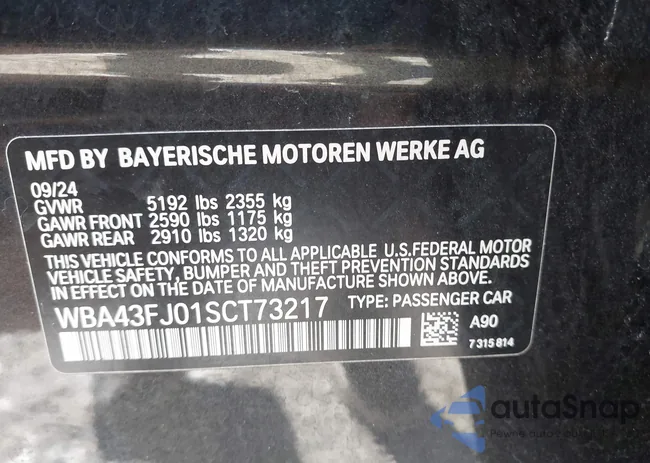 MFD BY BAYERISCHE MOTOREN WERKE AG
09/24
GVWR 5192 lbs 2355 kg
GAWR FRONT 2590 lbs 1175 kg
GAWR REAR 2910 lbs 1320 kg
THIS VEHICLE CONFORMS TO ALL APPLICABLE U.S.FEDERAL MOTOR
VEHICLE SAFETY, BUMPER AND THEFT PREVENTION STANDARDS
IN EFFECT ON THE DATE OF MANUFACTURE SHOWN ABOVE.
WBA43FJ01SCT73217 TYPE: PASSENGER CAR
A90
7315814
autaSnap